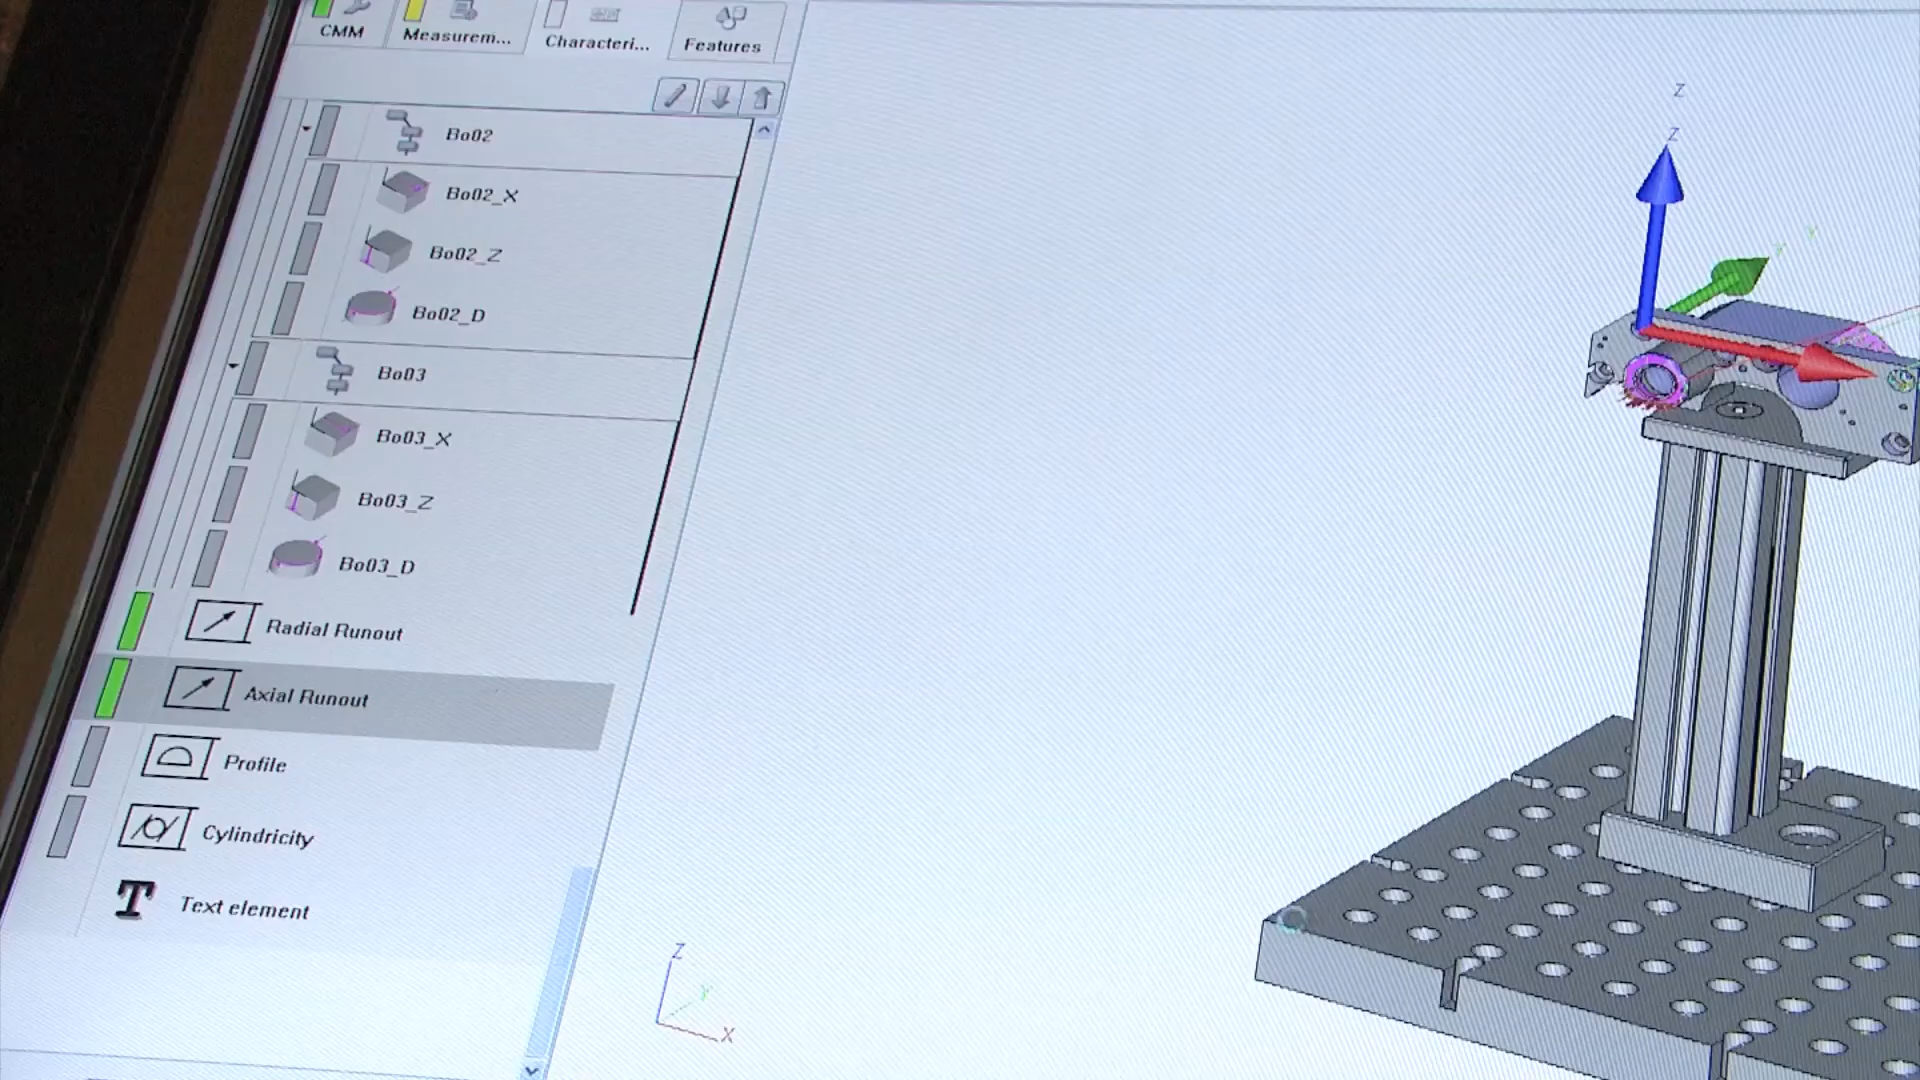 CMM
Measurem...
Characteri...
Features
Bo02
Bo02_X
Bo02_Z
Bo02_D
Bo03
Bo03_X
Bo03_Z
Bo03_D
Radial Runout
Axial Runout
Profile
Cylindricity
T Text element
Z
Z
Y
Y
Z
Y
X